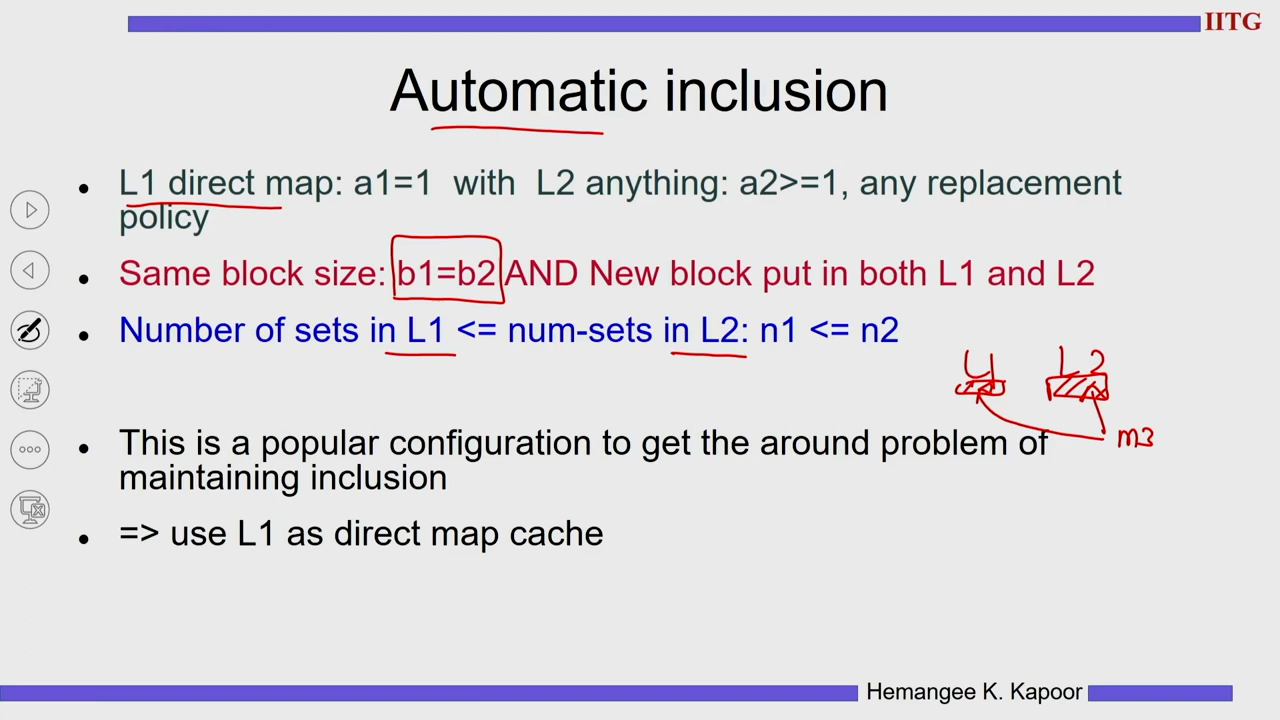 IITG
Automatic inclusion
L1 direct map: a1=1 with L2 anything: a2>=1, any replacement
policy
Same block size: b1=b2 AND New block put in both L1 and L2
Number of sets in L1 <= num-sets in L2: n1 <= n2
L1 L2
m3
This is a popular configuration to get the around problem of
maintaining inclusion
=> use L1 as direct map cache
Hemangee K. Kapoor